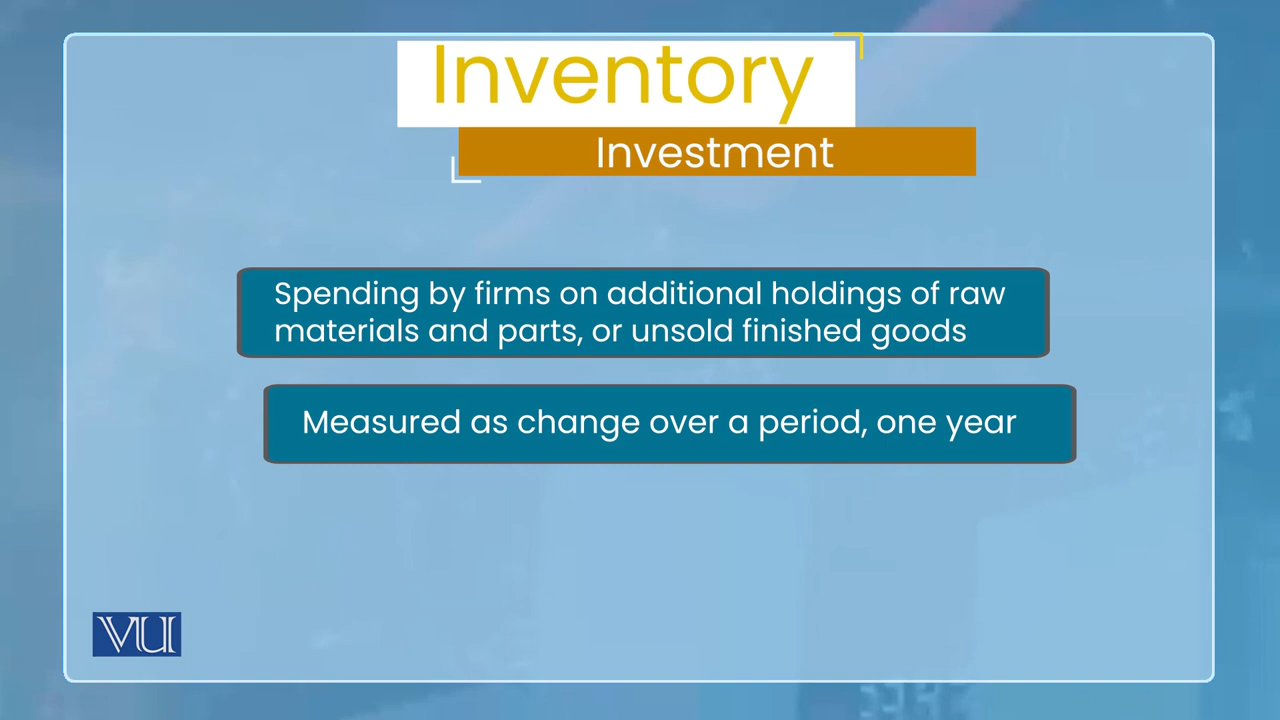 Inventory
Investment
Spending by firms on additional holdings of raw
materials and parts, or unsold finished goods
Measured as change over a period, one year
VU